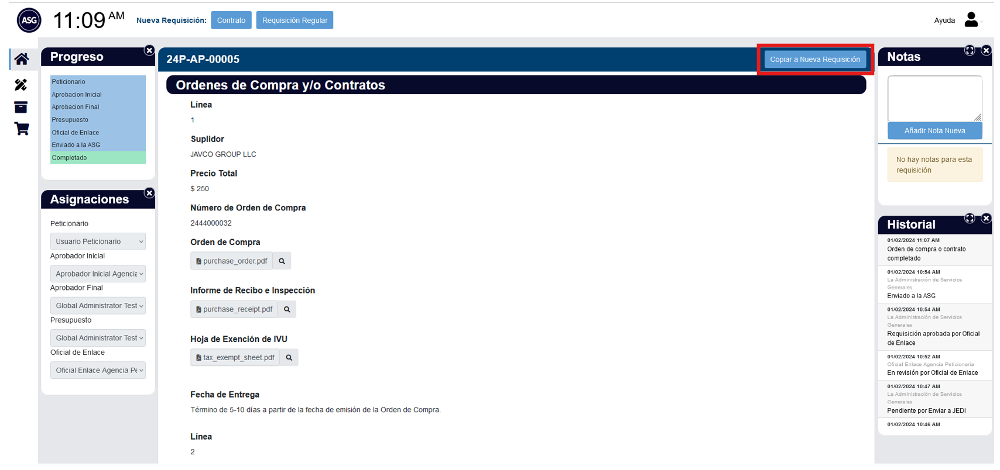 ASG
11:09 AM
Nueva Requisición:
Contrato
Requisición Regular
Ayuda
Progreso
Peticionario
Aprobacion Inicial
Aprobacion Final
Presupuesto
Oficial de Enlace
Enviado a la ASG
Completado
Asignaciones
Peticionario
Usuario Peticionario
Aprobador Inicial
Aprobador Inicial Agencia
Aprobador Final
Global Administrator Test
Presupuesto
Global Administrator Test
Oficial de Enlace
Oficial Enlace Agencia Pe
24P-AP-00005
Copiar a Nueva Requisición
Ordenes de Compra y/o Contratos
Línea
1
Suplidor
JAVCO GROUP LLC
Precio Total
$ 250
Número de Orden de Compra
2444000032
Orden de Compra
purchase_order.pdf
Informe de Recibo e Inspección
purchase_receipt.pdf
Hoja de Exención de IVU
tax_exempt_sheet.pdf
Fecha de Entrega
Término de 5-10 días a partir de la fecha de emisión de la Orden de Compra.
Línea
2
Notas
Añadir Nota Nueva
No hay notas para esta
requisición
Historial
01/02/2024 11:07 AM
Orden de compra o contrato
completado
01/02/2024 10:54 AM
La Administración de Servicios
Generales
Enviado a la ASG
01/02/2024 10:54 AM
La Administración de Servicios
Generales
Requisición aprobada por Oficial
de Enlace
01/02/2024 10:52 AM
Oficial Enlace Agencia Peticionaria
En revisión por Oficial de Enlace
01/02/2024 10:47 AM
La Administración de Servicios
Generales
Pendiente por Enviar a JEDI
01/02/2024 10:46 AM